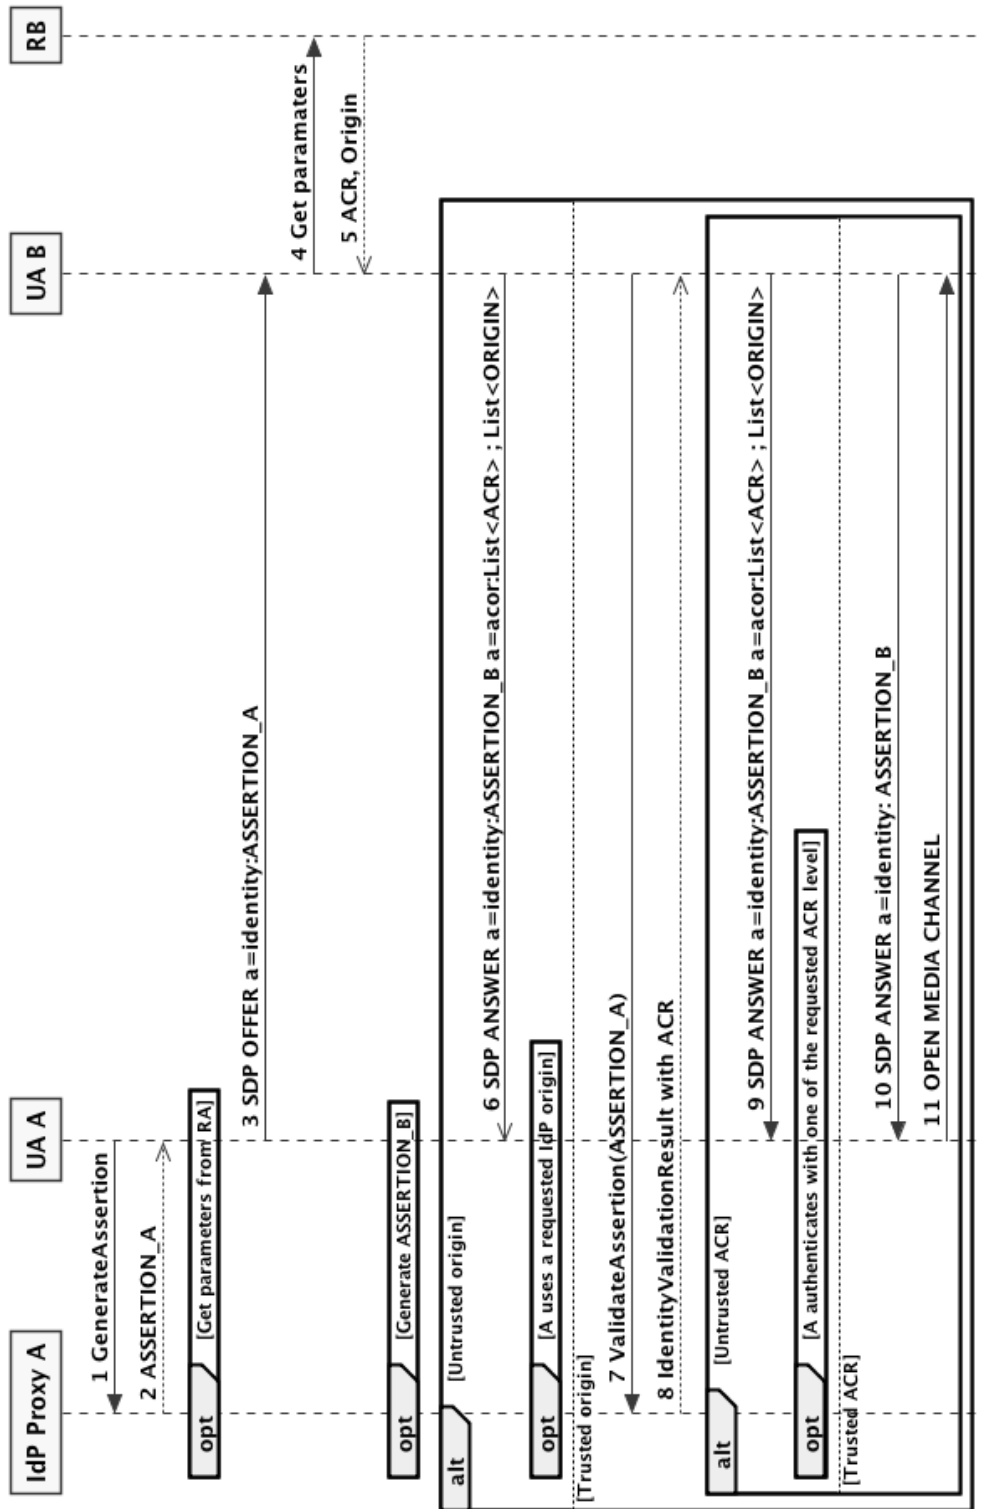 IdP Proxy A
UA A
UA B
RB
1 GenerateAssertion
2 ASSERTION_A
opt
[Get parameters from RA]
3 SDP OFFER a=identity:ASSERTION_A
4 Get paramaters
5 ACR, Origin
opt
[Generate ASSERTION_B]
alt
[Untrusted origin]
6 SDP ANSWER a=identity:ASSERTION_B a=acor:List<ACR> ; List<ORIGIN>
opt
[A uses a requested IdP origin]
[Trusted origin]
7 ValidateAssertion(ASSERTION_A)
8 IdentityValidationResult with ACR
alt
[Untrusted ACR]
9 SDP ANSWER a=identity:ASSERTION_B a=acor:List<ACR> ; List<ORIGIN>
opt
[A authenticates with one of the requested ACR level]
[Trusted ACR]
10 SDP ANSWER a=identity: ASSERTION_B
11 OPEN MEDIA CHANNEL